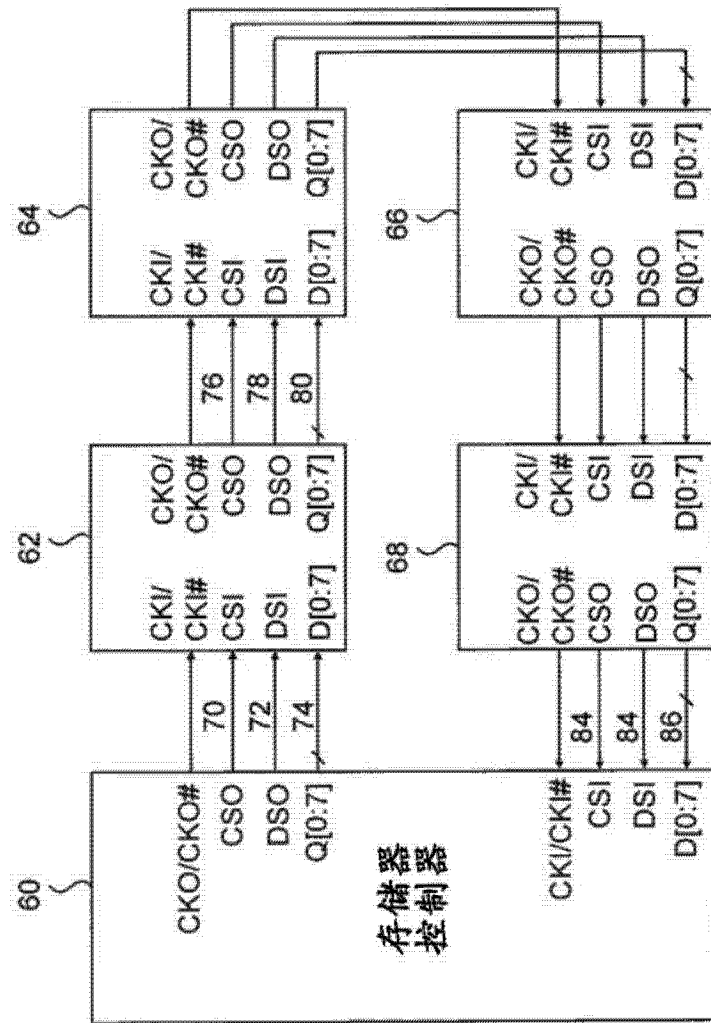 60
CKO/CKO#
CSO
DSO
Q[0:7]
存储器
控制器
CKI/CKI#
CSI
DSI
D[0:7]
70
72
74
62
CKI/
CKI#
CSI
DSI
D[0:7]
CKO/
CKO#
CSO
DSO
Q[0:7]
76
78
80
64
CKI/
CKI#
CSI
DSI
D[0:7]
CKO/
CKO#
CSO
DSO
Q[0:7]
84
84
86
68
CKO/
CKO#
CSO
DSO
Q[0:7]
CKI/
CKI#
CSI
DSI
D[0:7]
66
CKO/
CKO#
CSO
DSO
Q[0:7]
CKI/
CKI#
CSI
DSI
D[0:7]